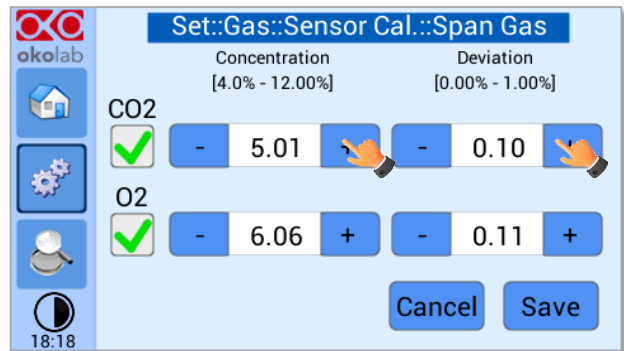 okolab
Set::Gas::Sensor Cal.::Span Gas
Concentration Deviation
[4.0% - 12.00%] [0.00% - 1.00%]
CO2
- 5.01 + - 0.10 +
O2
- 6.06 + - 0.11 +
Cancel Save
18:18